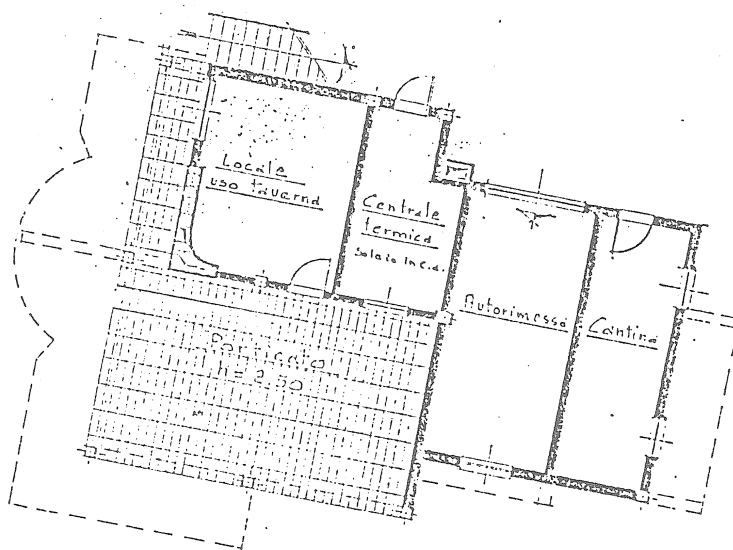 Locale
uso taverna
Centrale
termica
Solaio in c.a.
Autorimessa
Cantina
Porticato
h = 2.50